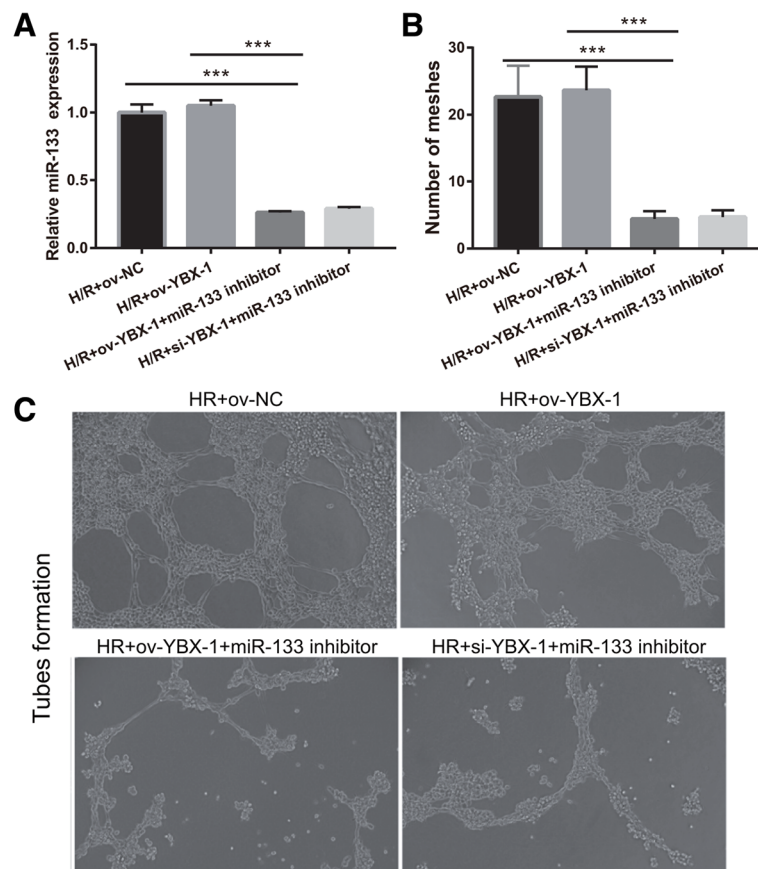 A
Relative miR-133 expression
1.5
1.0
0.5
0.0
***
***
H/R+ov-NC
H/R+ov-YBX-1
H/R+ov-YBX-1+miR-133 inhibitor
H/R+si-YBX-1+miR-133 inhibitor
B
Number of meshes
30
20
10
0
***
***
H/R+ov-NC
H/R+ov-YBX-1
H/R+ov-YBX-1+miR-133 inhibitor
H/R+si-YBX-1+miR-133 inhibitor
C
Tubes formation
HR+ov-NC
HR+ov-YBX-1
HR+ov-YBX-1+miR-133 inhibitor
HR+si-YBX-1+miR-133 inhibitor